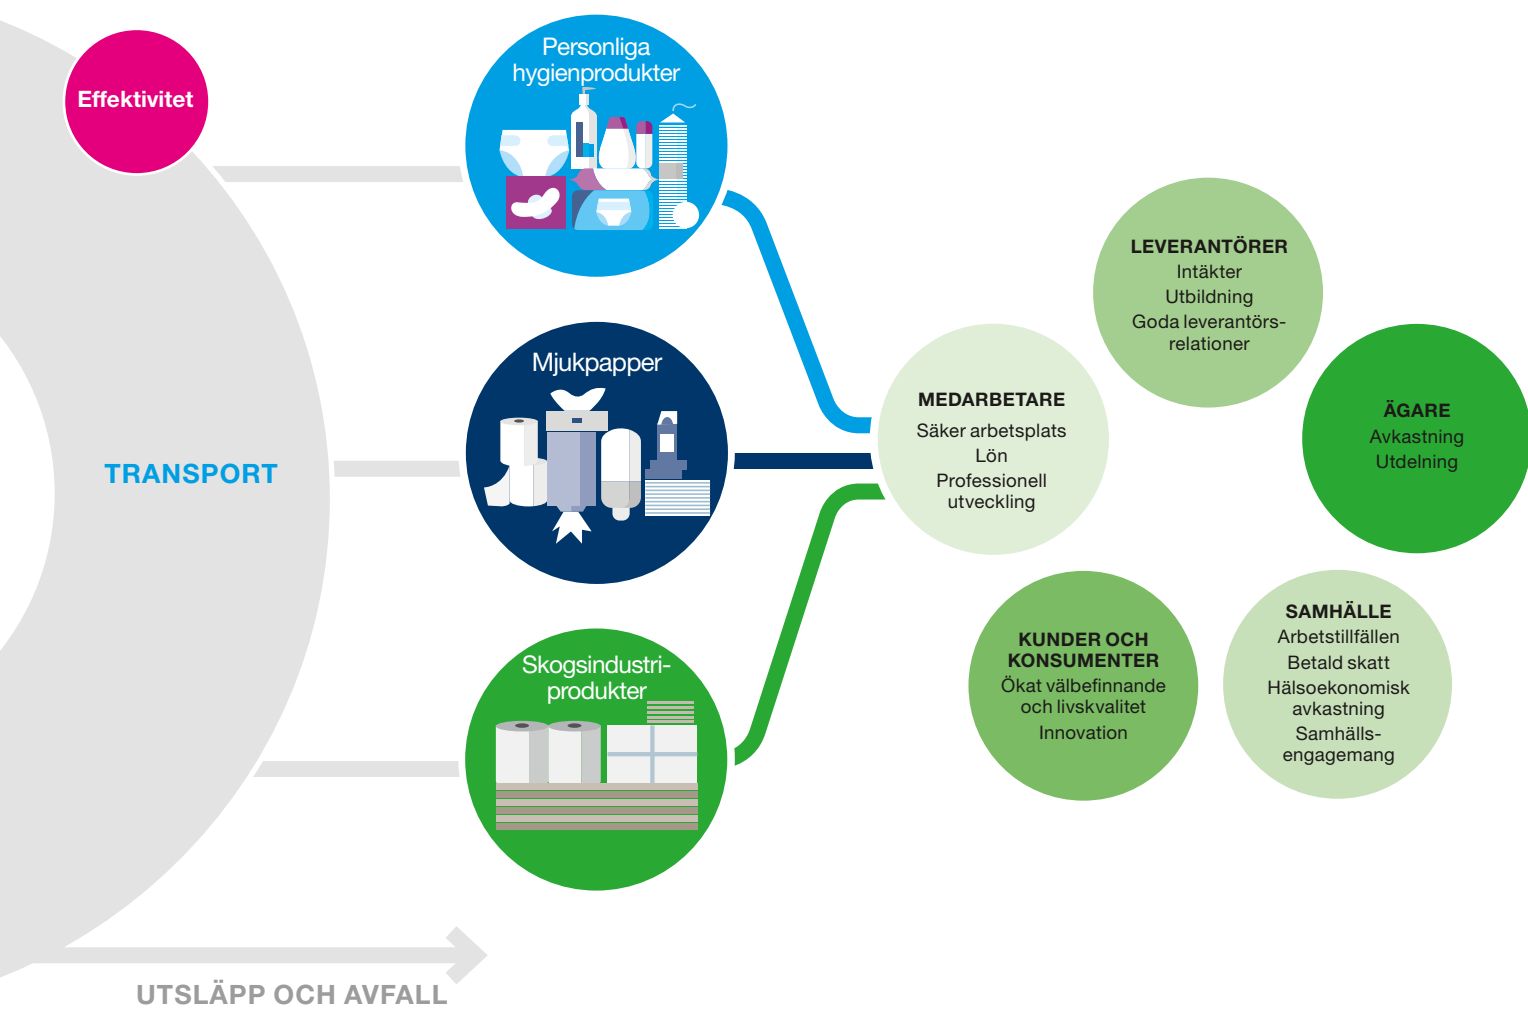 Effektivitet
TRANSPORT
UTSLÄPP OCH AVFALL
Personliga
hygienprodukter
Mjukpapper
Skogsindustri-
produkter
MEDARBETARE
Säker arbetsplats
Lön
Professionell
utveckling
LEVERANTÖRER
Intäkter
Utbildning
Goda leverantörs-
relationer
ÄGARE
Avkastning
Utdelning
KUNDER OCH
KONSUMENTER
Ökat välbefinnande
och livskvalitet
Innovation
SAMHÄLLE
Arbetstillfällen
Betald skatt
Hälsoekonomisk
avkastning
Samhälls-
engagemang